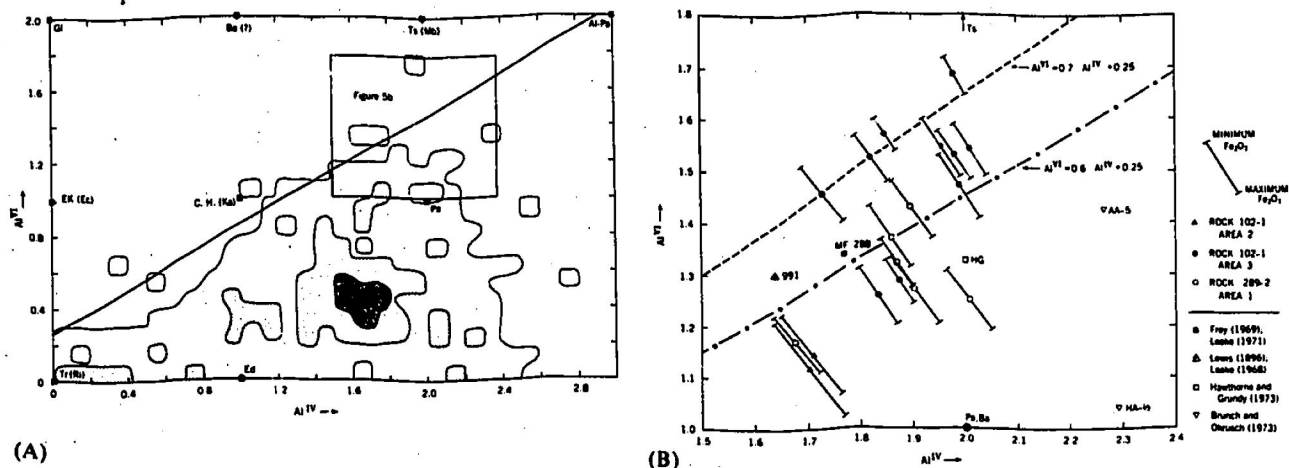 2.0
Gl
Ba (?)
Ts (Mb)
Al-Pa
1.6
Figure 5b
1.2
EK (Ec)
C. H. (Ka)
Pa
0.8
0.4
Tr(Ri)
Ed
0
0 0.4 0.8 1.2 1.6 2.0 2.4 2.8
Al^VI →
Al^IV →
(A)
1.8
Ts
Al^VI = 0.7 Al^IV + 0.25
1.7
1.6
1.5
Al^VI = 0.6 Al^IV + 0.25
AA-5
1.4
MF 288
HG
991
1.3
1.2
1.1
Pa, Ba
HA-½
1.0
1.5 1.6 1.7 1.8 1.9 2.0 2.1 2.2 2.3 2.4
Al^VI →
Al^IV →
(B)
MINIMUM
Fe₂O₃
MAXIMUM
Fe₂O₃
ROCK 102-1
AREA 2
ROCK 102-1
AREA 3
ROCK 289-2
AREA 1
Frey (1969),
Leake (1971)
Lewis (1896),
Leake (1968)
Hawthorne and
Grundy (1973)
Brunch and
Okrusch (1973)